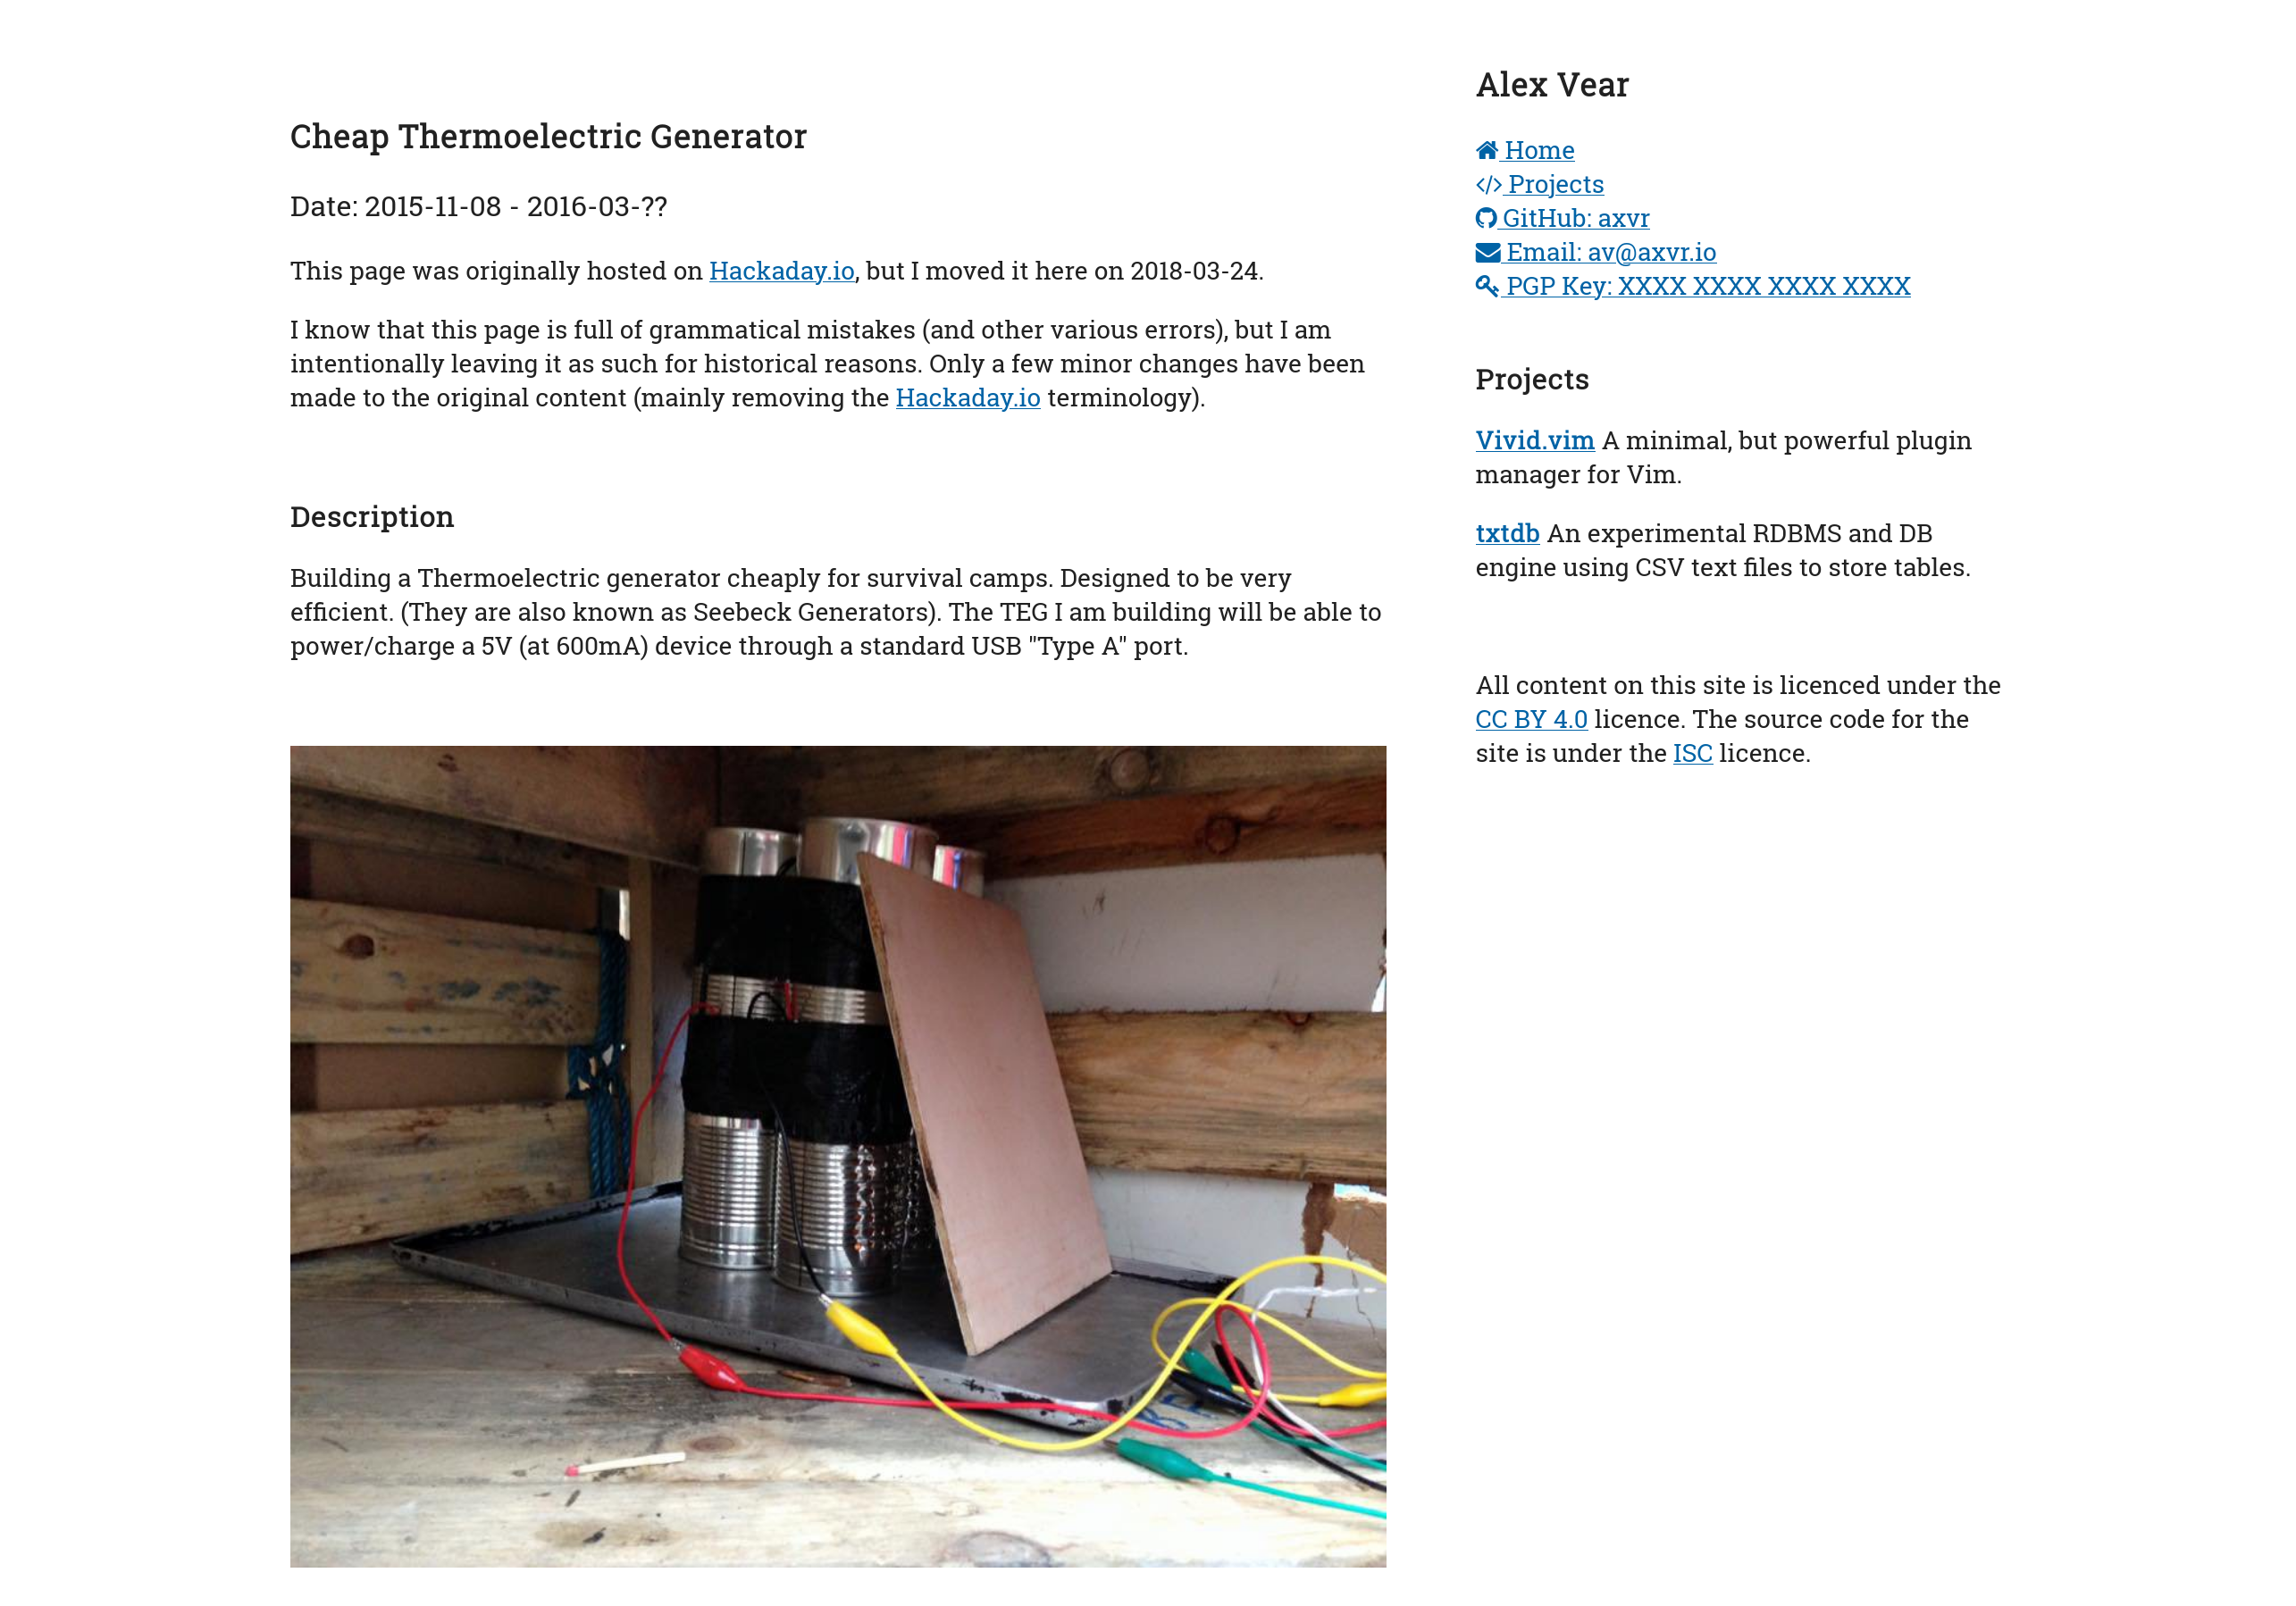 Cheap Thermoelectric Generator
Date: 2015-11-08 - 2016-03-??
This page was originally hosted on Hackaday.io, but I moved it here on 2018-03-24.
I know that this page is full of grammatical mistakes (and other various errors), but I am
intentionally leaving it as such for historical reasons. Only a few minor changes have been
made to the original content (mainly removing the Hackaday.io terminology).
Description
Building a Thermoelectric generator cheaply for survival camps. Designed to be very
efficient. (They are also known as Seebeck Generators). The TEG I am building will be able to
power/charge a 5V (at 600mA) device through a standard USB "Type A" port.
Alex Vear
Home
Projects
GitHub: axvr
Email: av@axvr.io
PGP Key: XXXX XXXX XXXX XXXX
Projects
Vivid.vim A minimal, but powerful plugin
manager for Vim.
txtdb An experimental RDBMS and DB
engine using CSV text files to store tables.
All content on this site is licenced under the
CC BY 4.0 licence. The source code for the
site is under the ISC licence.